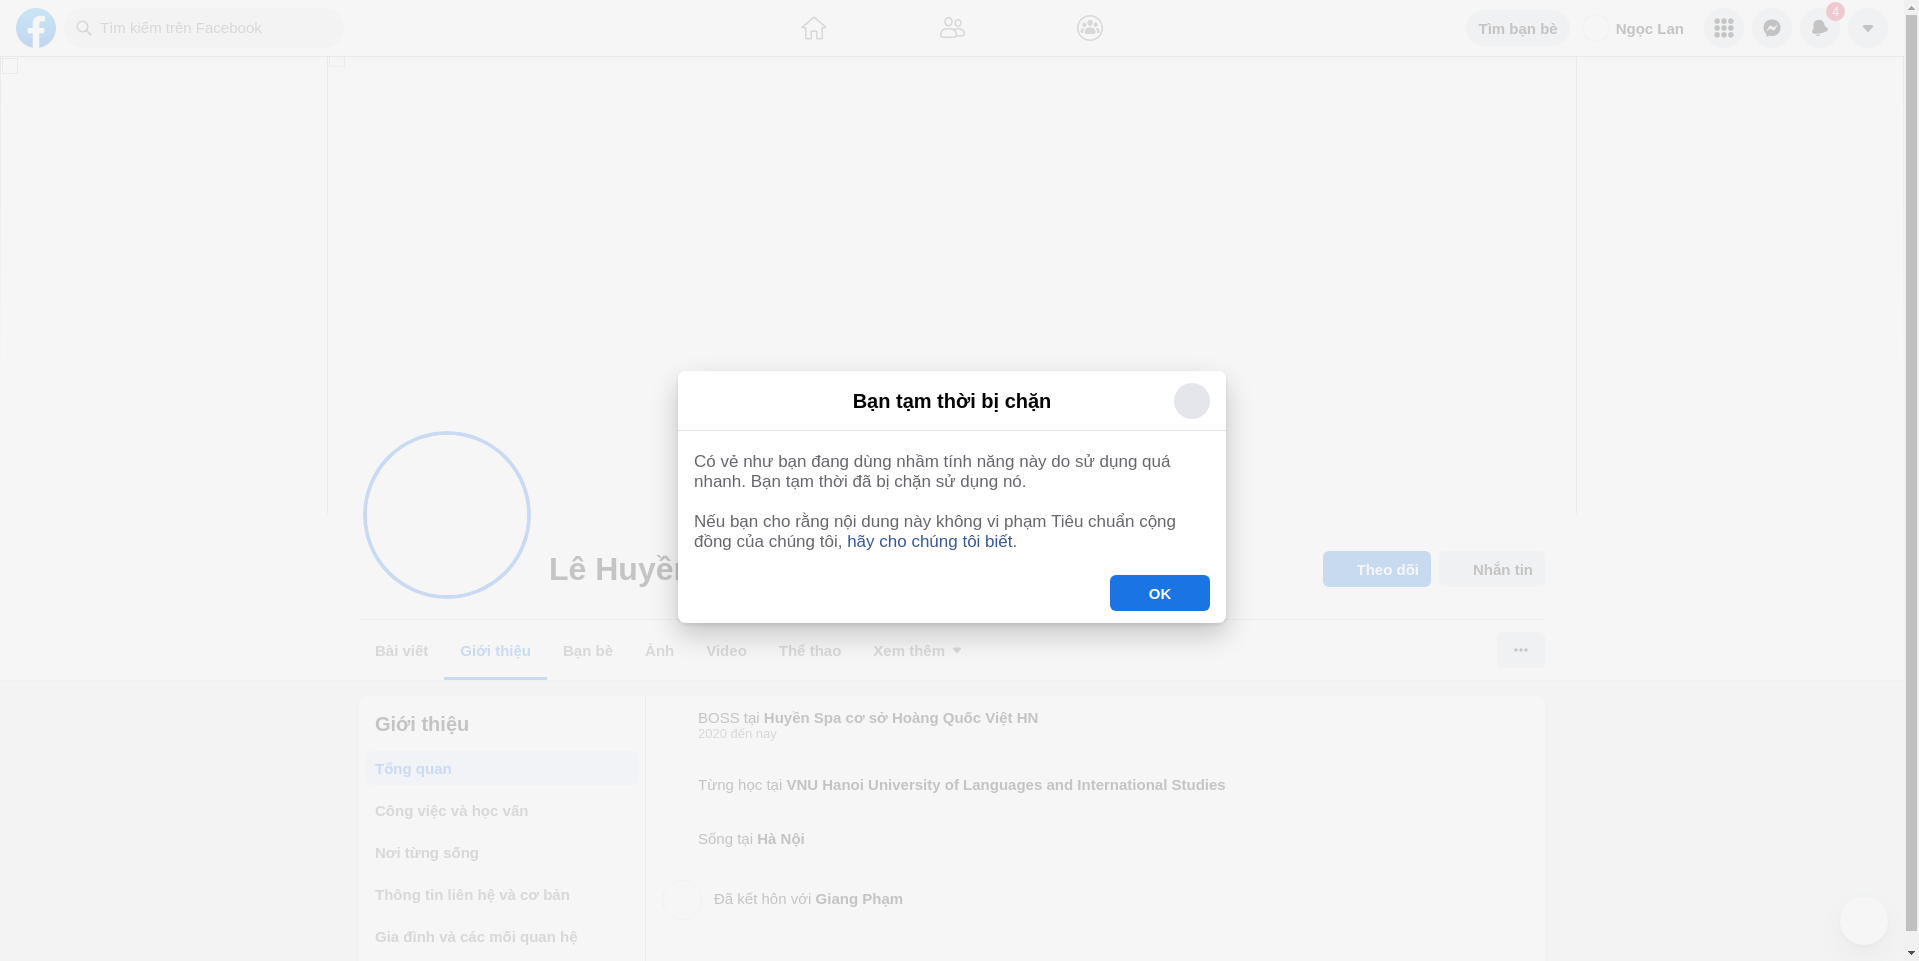 Tìm kiếm trên Facebook
Tìm bạn bè
Ngọc Lan
4
Bạn tạm thời bị chặn
Có vẻ như bạn đang dùng nhầm tính năng này do sử dụng quá
nhanh. Bạn tạm thời đã bị chặn sử dụng nó.
Nếu bạn cho rằng nội dung này không vi phạm Tiêu chuẩn cộng
đồng của chúng tôi, hãy cho chúng tôi biết.
OK
Lê Huyền
Theo dõi
Nhắn tin
Bài viết
Giới thiệu
Bạn bè
Ảnh
Video
Thể thao
Xem thêm
Giới thiệu
Tổng quan
Công việc và học vấn
Nơi từng sống
Thông tin liên hệ và cơ bản
Gia đình và các mối quan hệ
BOSS tại Huyền Spa cơ sở Hoàng Quốc Việt HN
2020 đến nay
Từng học tại VNU Hanoi University of Languages and International Studies
Sống tại Hà Nội
Đã kết hôn với Giang Phạm